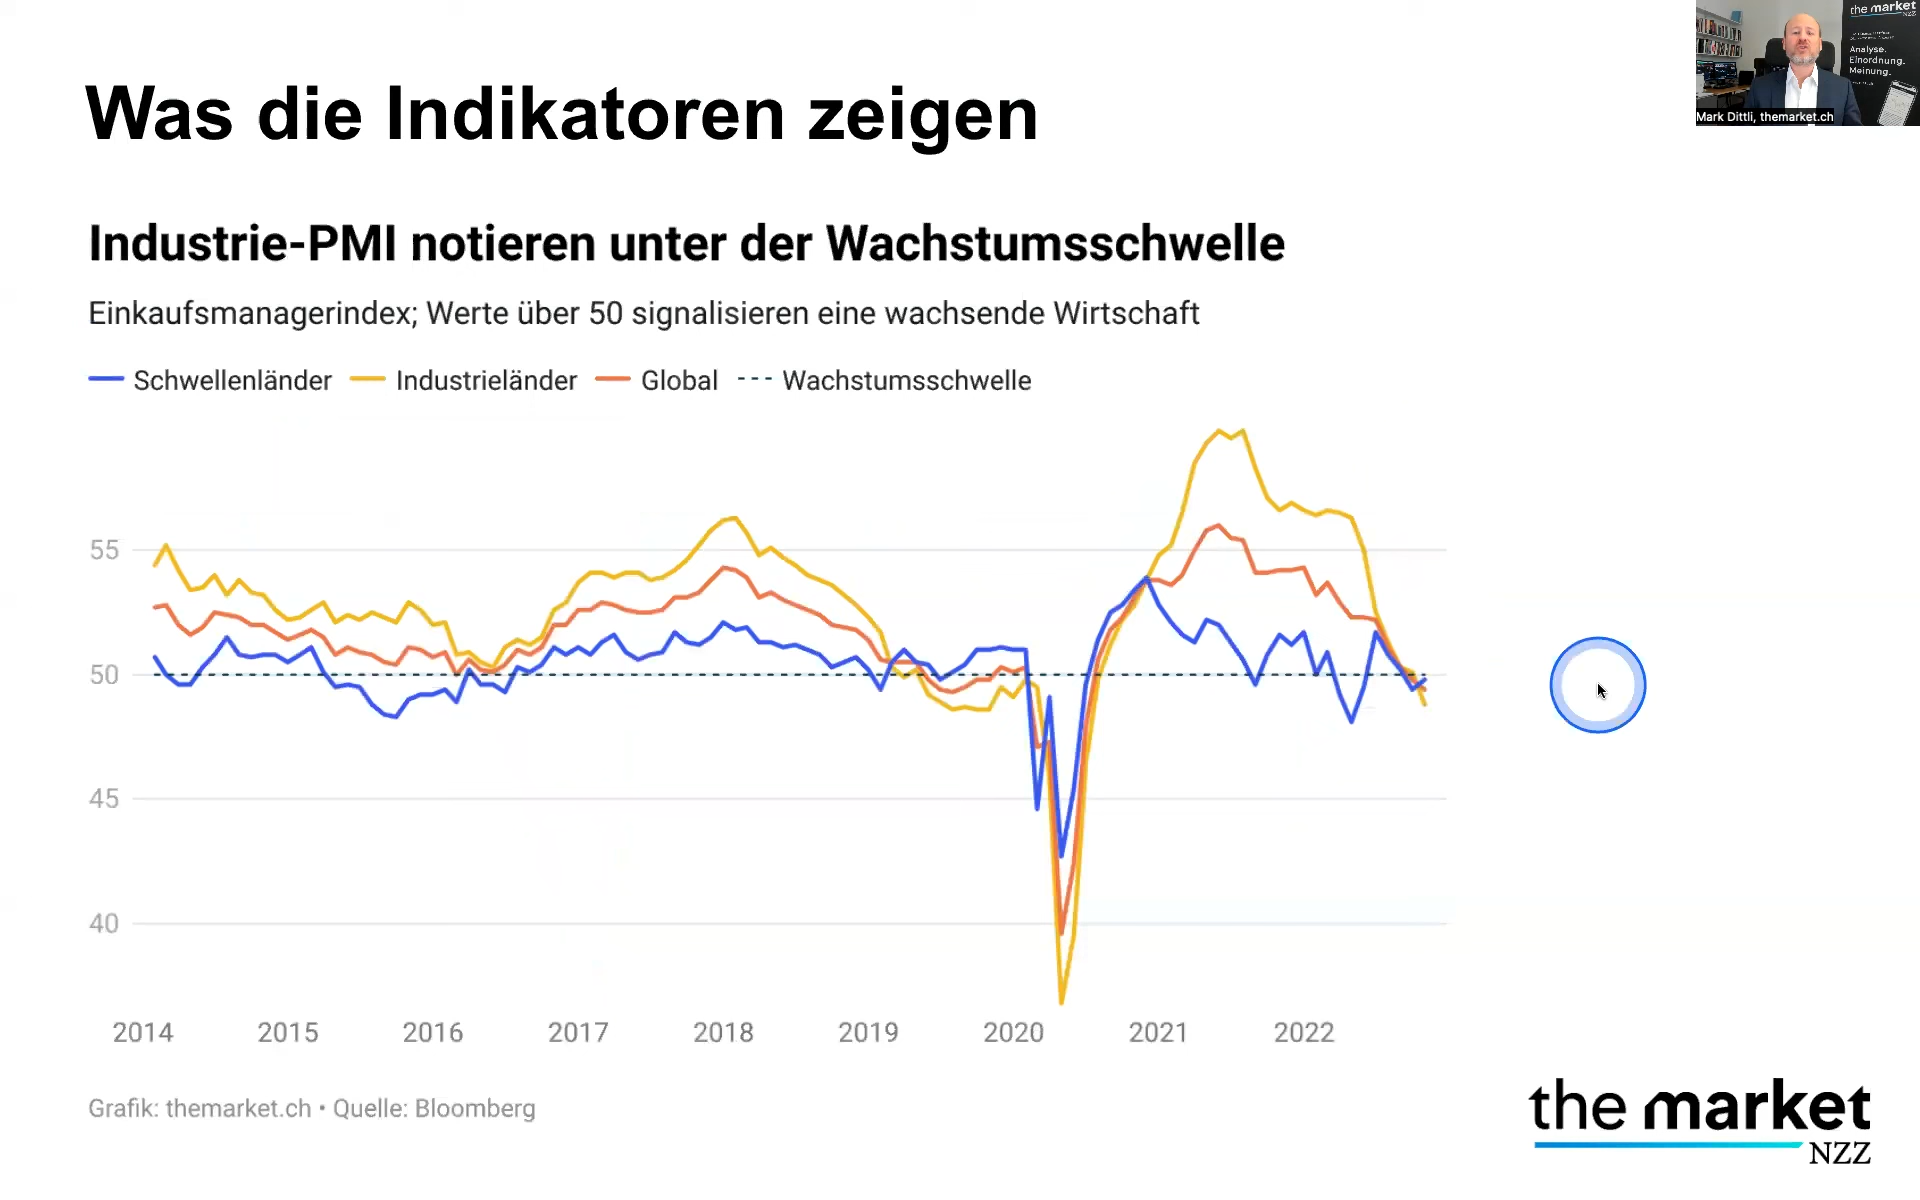 the market
NZZ
Analyse.
Einordnung.
Meinung.
Mark Dittli, themarket.ch
Was die Indikatoren zeigen
Industrie-PMI notieren unter der Wachstumsschwelle
Einkaufsmanagerindex; Werte über 50 signalisieren eine wachsende Wirtschaft
Schwellenländer Industrieländer Global Wachstumsschwelle
55
50
45
40
2014 2015 2016 2017 2018 2019 2020 2021 2022
Grafik: themarket.ch • Quelle: Bloomberg
the market
NZZ